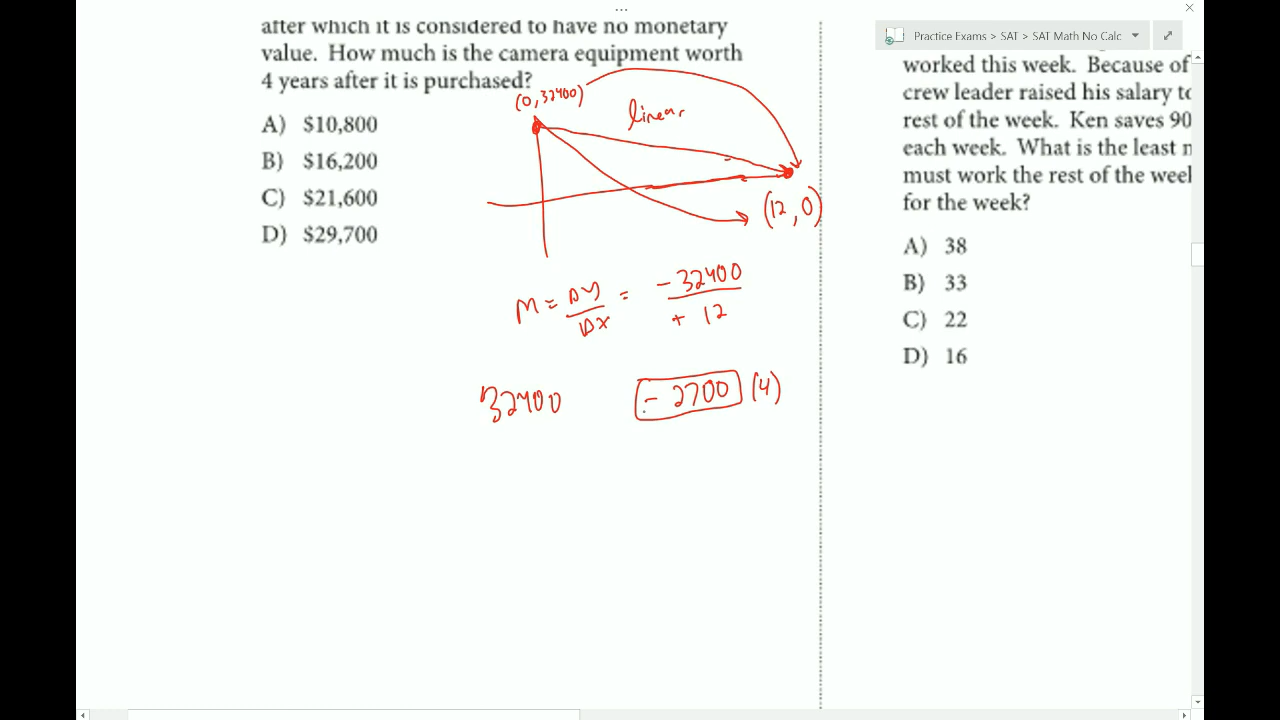 ...
Practice Exams > SAT > SAT Math No Calc
after which it is considered to have no monetary
value. How much is the camera equipment worth
4 years after it is purchased?
A) $10,800
B) $16,200
C) $21,600
D) $29,700
(0, 32400)
linear
(12, 0)
M = Δy/Δx = -32400/+ 12
32400 - 2700 (4)
worked this week. Because of
crew leader raised his salary to
rest of the week. Ken saves 90
each week. What is the least
must work the rest of the
for the week?
A) 38
B) 33
C) 22
D) 16